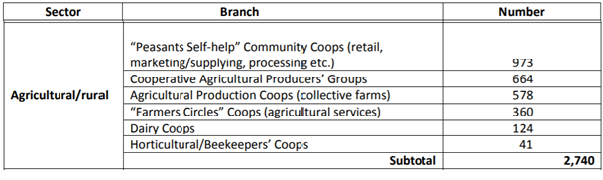 Sector Branch Number
“Peasants Self-help” Community Coops (retail,
marketing/supplying, processing etc.) 973
Cooperative Agricultural Producers’ Groups 664
Agricultural/rural Agricultural Production Coops (collective farms) 578
“Farmers Circles” Coops (agricultural services) 360
Dairy Coops 124
Horticultural/Beekeepers’ Coops 41
Subtotal 2,740